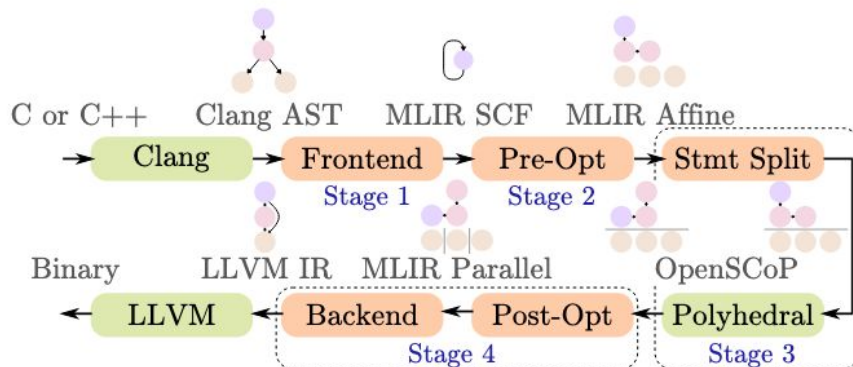 C or C++ Clang AST MLIR SCF MLIR Affine
Clang Frontend Pre-Opt Stmt Split
Stage 1 Stage 2
Binary LLVM IR MLIR Parallel OpenSCoP
LLVM Backend Post-Opt Polyhedral
Stage 4 Stage 3